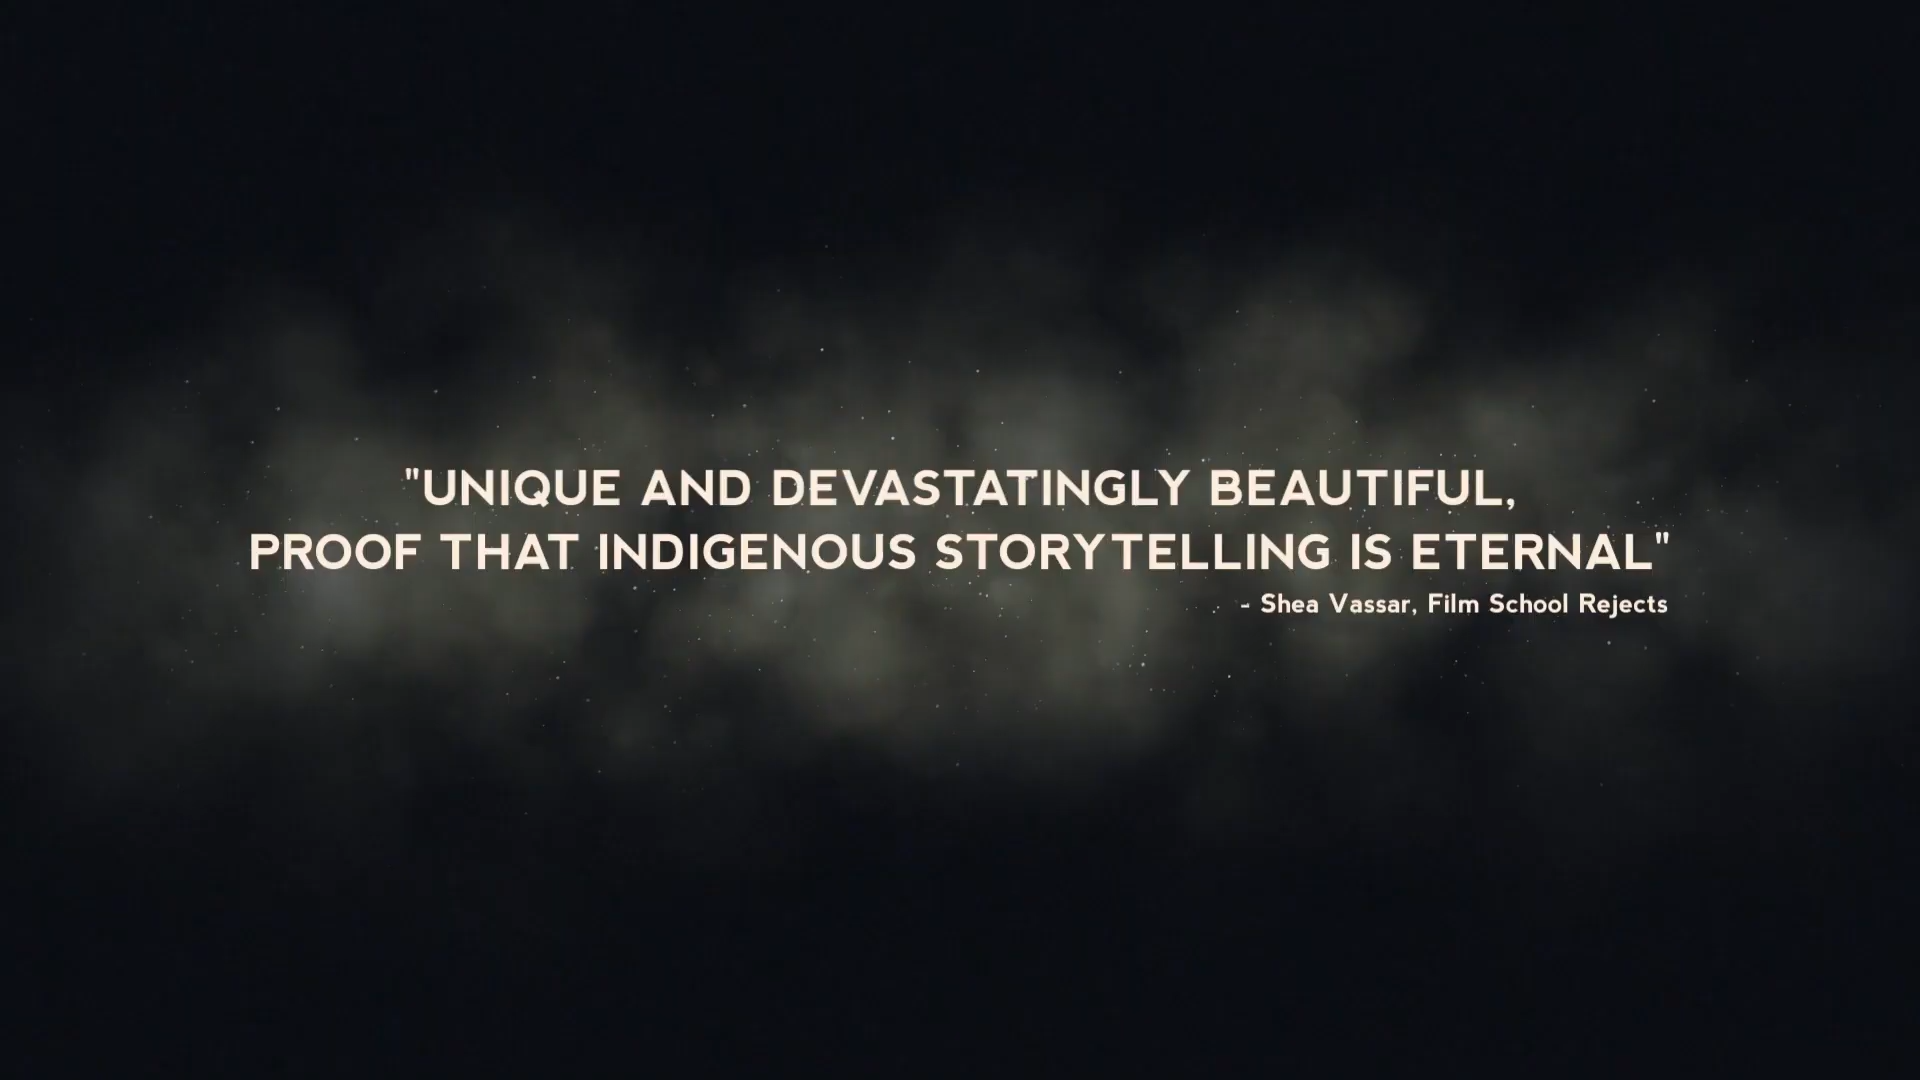 "UNIQUE AND DEVASTATINGLY BEAUTIFUL,
PROOF THAT INDIGENOUS STORYTELLING IS ETERNAL"
- Shea Vassar, Film School Rejects